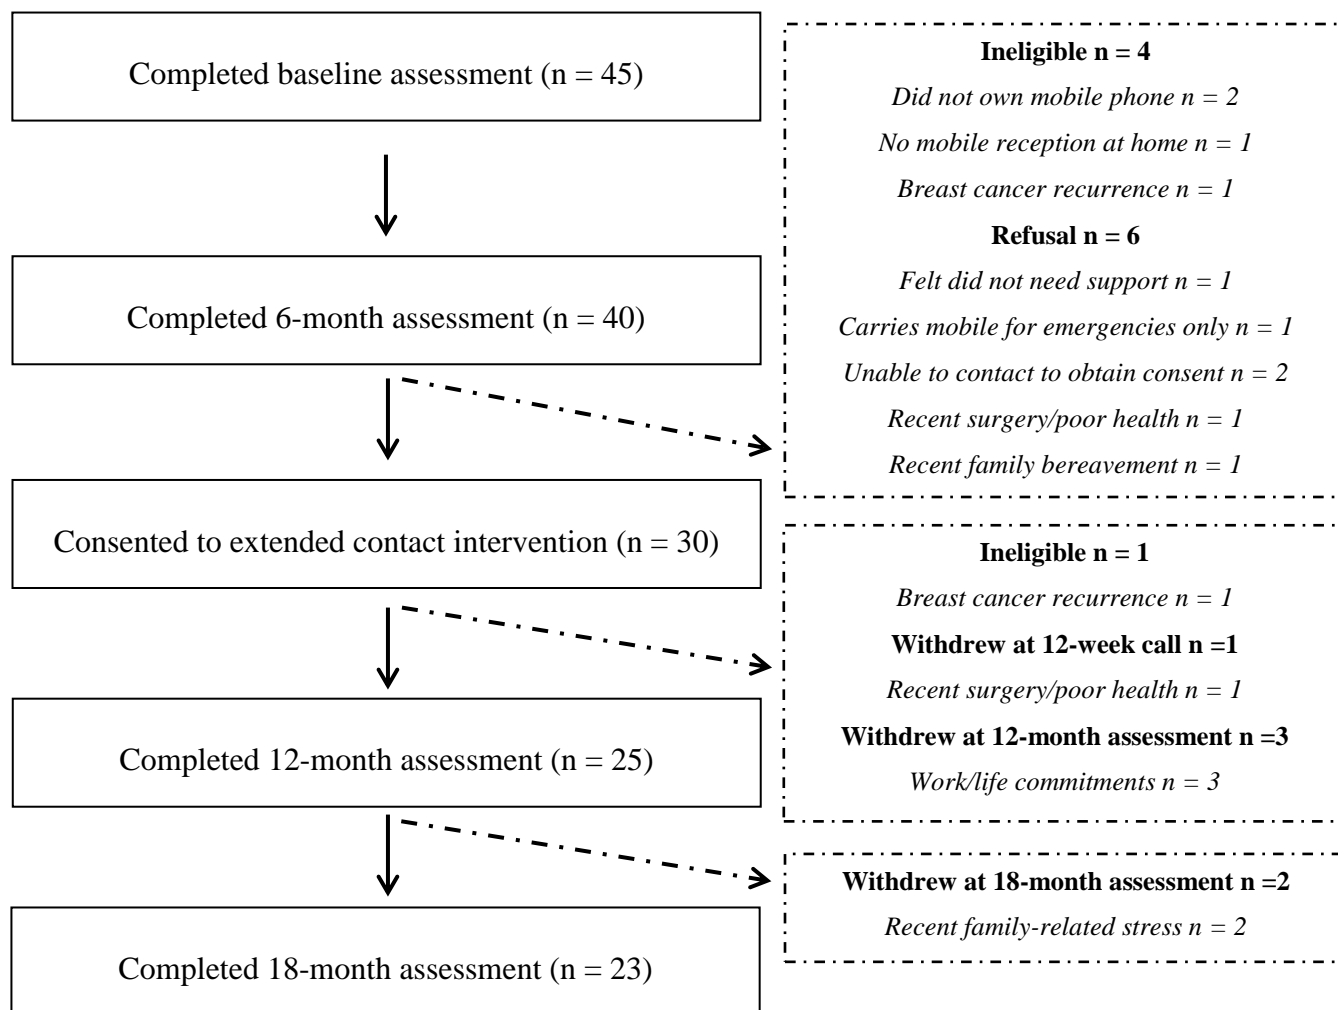 Completed baseline assessment (n = 45)
Ineligible n = 4
Did not own mobile phone n = 2
No mobile reception at home n = 1
Breast cancer recurrence n = 1
Refusal n = 6
Felt did not need support n = 1
Carries mobile for emergencies only n = 1
Unable to contact to obtain consent n = 2
Recent surgery/poor health n = 1
Recent family bereavement n = 1
Completed 6-month assessment (n = 40)
Consented to extended contact intervention (n = 30)
Ineligible n = 1
Breast cancer recurrence n = 1
Withdrew at 12-week call n =1
Recent surgery/poor health n = 1
Withdrew at 12-month assessment n =3
Work/life commitments n = 3
Completed 12-month assessment (n = 25)
Withdrew at 18-month assessment n =2
Recent family-related stress n = 2
Completed 18-month assessment (n = 23)